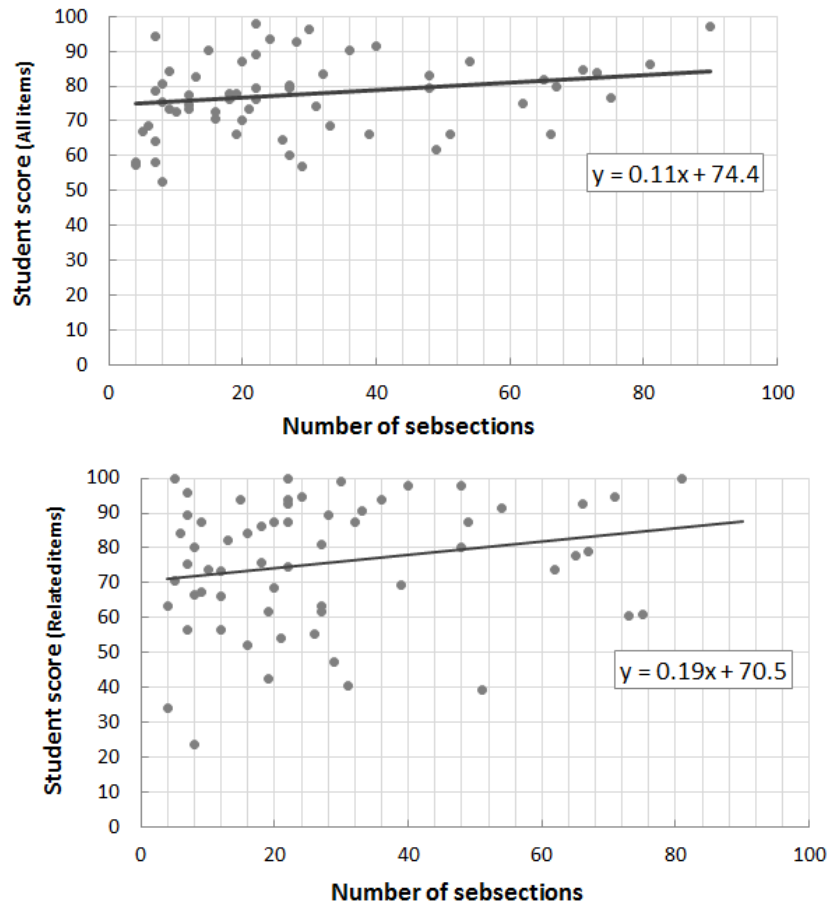 100
90
80
70
60
50
40
30
20
10
0
Student score (All items)
y = 0.11x + 74.4
0 20 40 60 80 100
Number of sebsections
100
90
80
70
60
50
40
30
20
10
0
Student score (Related items)
y = 0.19x + 70.5
0 20 40 60 80 100
Number of sebsections